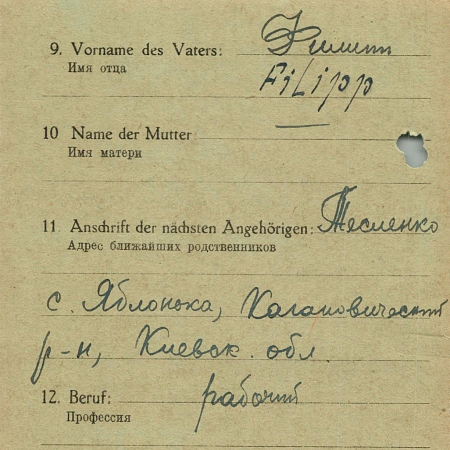 9. Vorname des Vaters: Филипп
Имя отца
Filipp
10 Name der Mutter:
Имя матери
11. Anschrift der nächsten Angehörigen: Тесленко
Адрес ближайших родственников
с. Яблонька, Кагановический
р-н, Киевск. обл.
12. Beruf: рабочий
Профессия